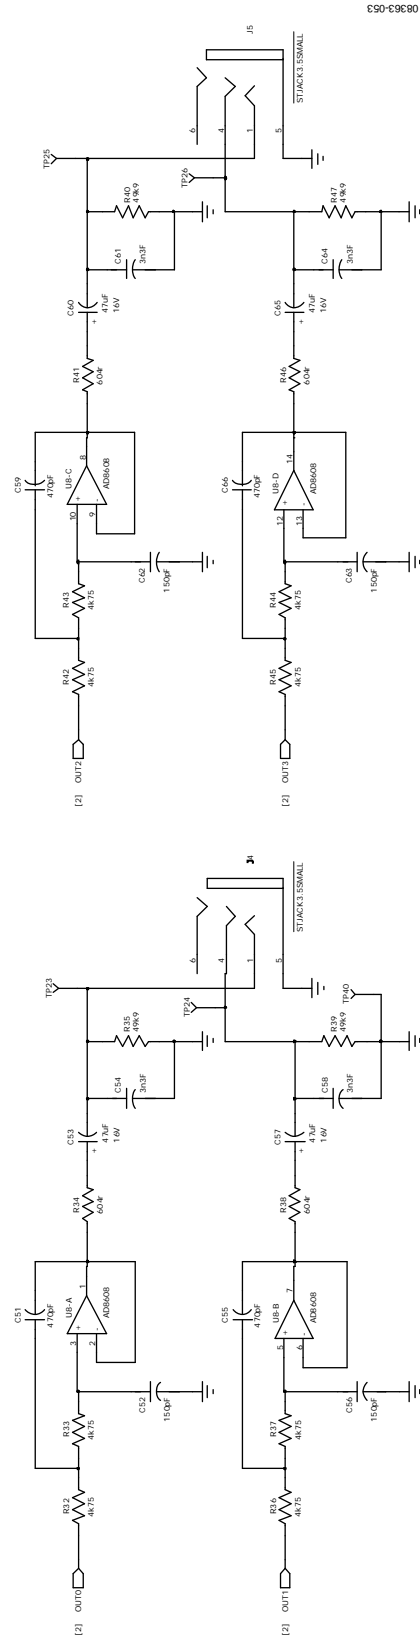 08363-053
J5
STJACK3.5SMALL
6
4
1
5
TP25
TP26
R40
49k9
C61
3n3F
C60
47uF
16V
+
R41
604r
C59
470pF
U8-C
AD8608
8
10
9
+
-
R43
4k75
C62
150pF
R42
4k75
OUT2
[2]
R47
49k9
C64
3n3F
C65
47uF
16V
+
R46
604r
C66
470pF
U8-D
AD8608
14
12
13
+
-
R44
4k75
C63
150pF
R45
4k75
OUT3
[2]
J4
STJACK3.5SMALL
6
4
1
5
TP23
TP24
TP40
R35
49k9
C54
3n3F
C53
47uF
16V
+
R34
604r
C51
470pF
U8-A
AD8608
1
3
2
+
-
R33
4k75
C52
150pF
R32
4k75
OUT0
[2]
R39
49k9
C58
3n3F
C57
47uF
16V
+
R38
604r
C55
470pF
U8-B
AD8608
7
5
6
+
-
R37
4k75
C56
150pF
R36
4k75
OUT1
[2]